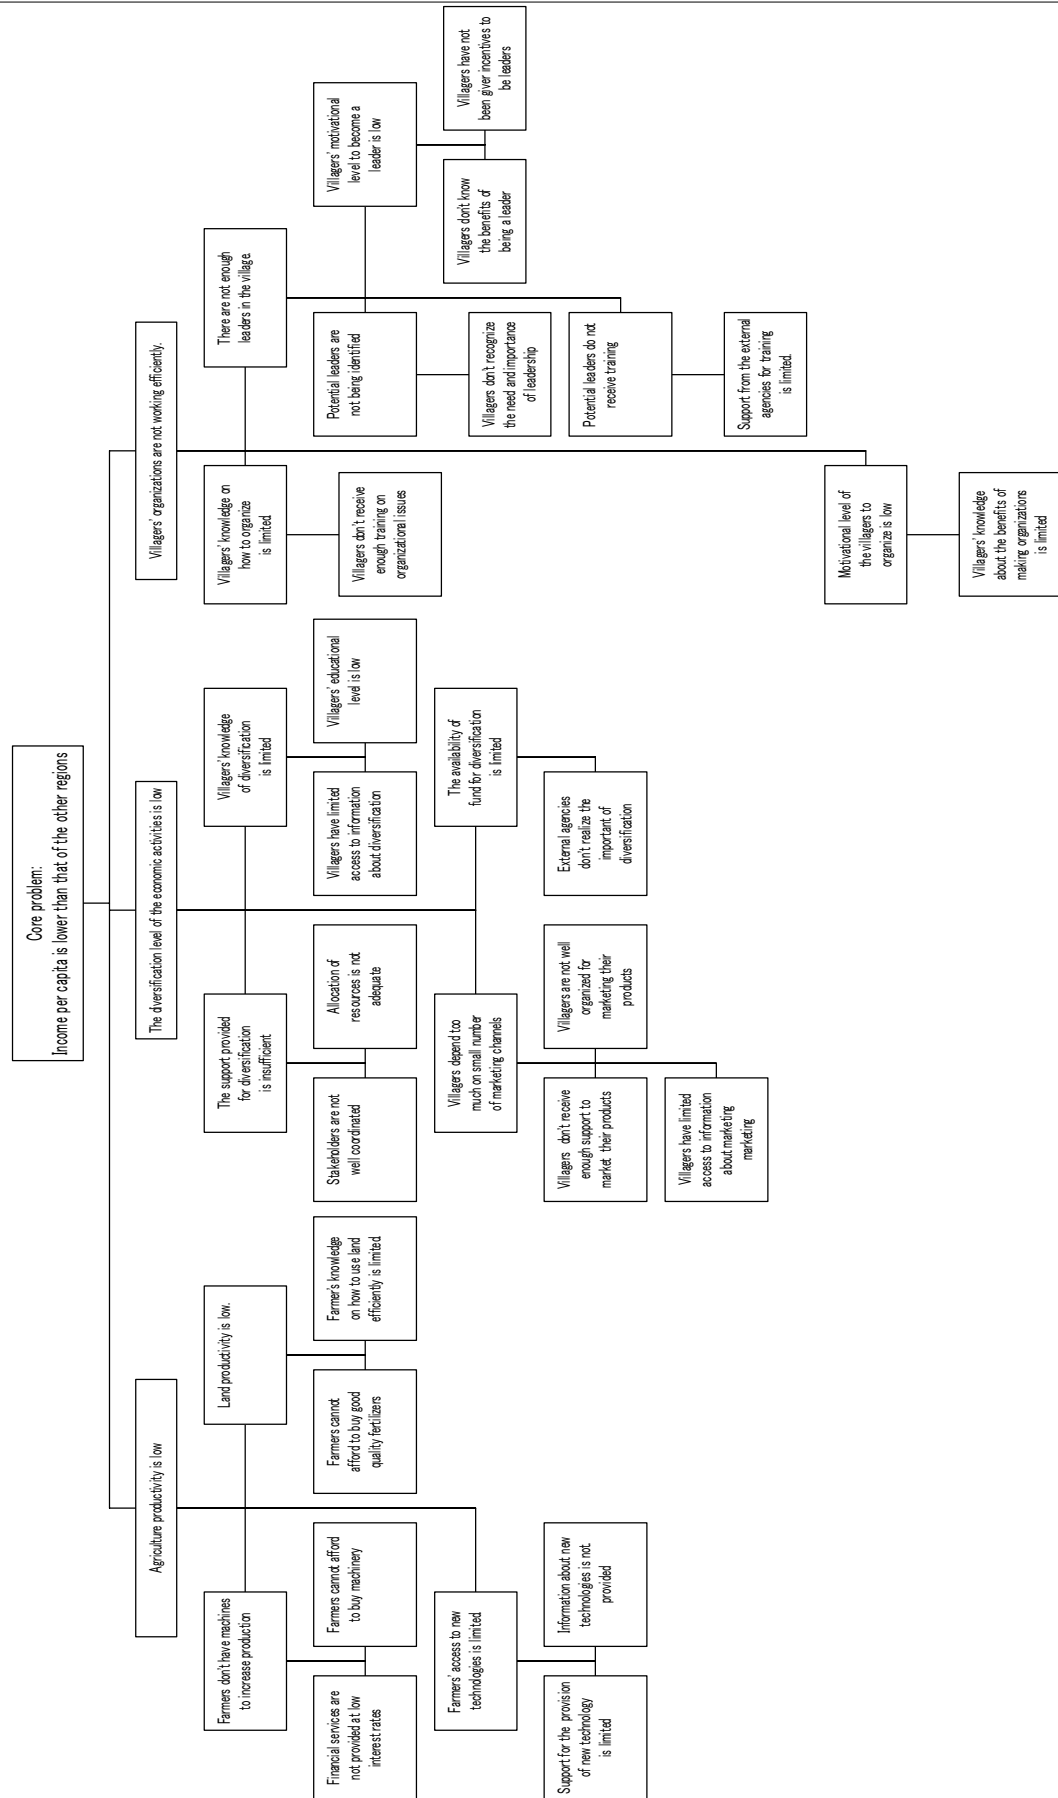 Core problem:
Income per capita is lower than that of the other regions
Agriculture productivity is low
Farmers don't have machines
to increase production
Financial services are
not provided at low
interest rates
Farmers cannot afford
to buy machinery
Land productivity is low.
Farmers cannot
afford to buy good
quality fertilizers
Farmer's knowledge
on how to use land
efficiently is limited
Farmers' access to new
technologies is limited
Support for the provision
of new technology
is limited
Information about new
technologies is not
provided
The diversification level of the economic activities is low
The support provided
for diversification
is insufficient
Stakeholders are not
well coordinated
Allocation of
resources is not
adequate
Villagers' knowledge
of diversification
is limited
Villagers have limited
access to information
about diversification
Villagers' educational
level is low
Villagers depend too
much on small number
of marketing channels
Villagers don't receive
enough support to
market their products
Villagers are not well
organized for
marketing their
products
Villagers have limited
access to information
about marketing
marketing
The availability of
fund for diversification
is limited
External agencies
don't realize the
important of
diversification
Villagers' organizations are not working efficiently.
Villagers' knowledge on
how to organize
is limited
Villagers don't receive
enough training on
organizational issues
There are not enough
leaders in the village.
Potential leaders are
not being identified
Villagers don't recognize
the need and importance
of leadership
Villagers' motivational
level to become a
leader is low
Villagers don't know
the benefits of
being a leader
Villagers have not
been giver incentives to
be leaders
Potential leaders do not
receive training
Support from the external
agencies for training
is limited.
Motivational level of
the villagers to
organize is low
Villagers' knowledge
about the benefits of
making organizations
is limited